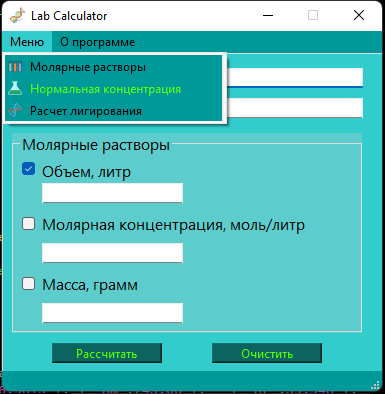 Lab Calculator
Меню О программе
Молярные растворы
Нормальная концентрация
Расчет лигирования
Молярные растворы
Объем, литр
Молярная концентрация, моль/литр
Масса, грамм
Рассчитать Очистить